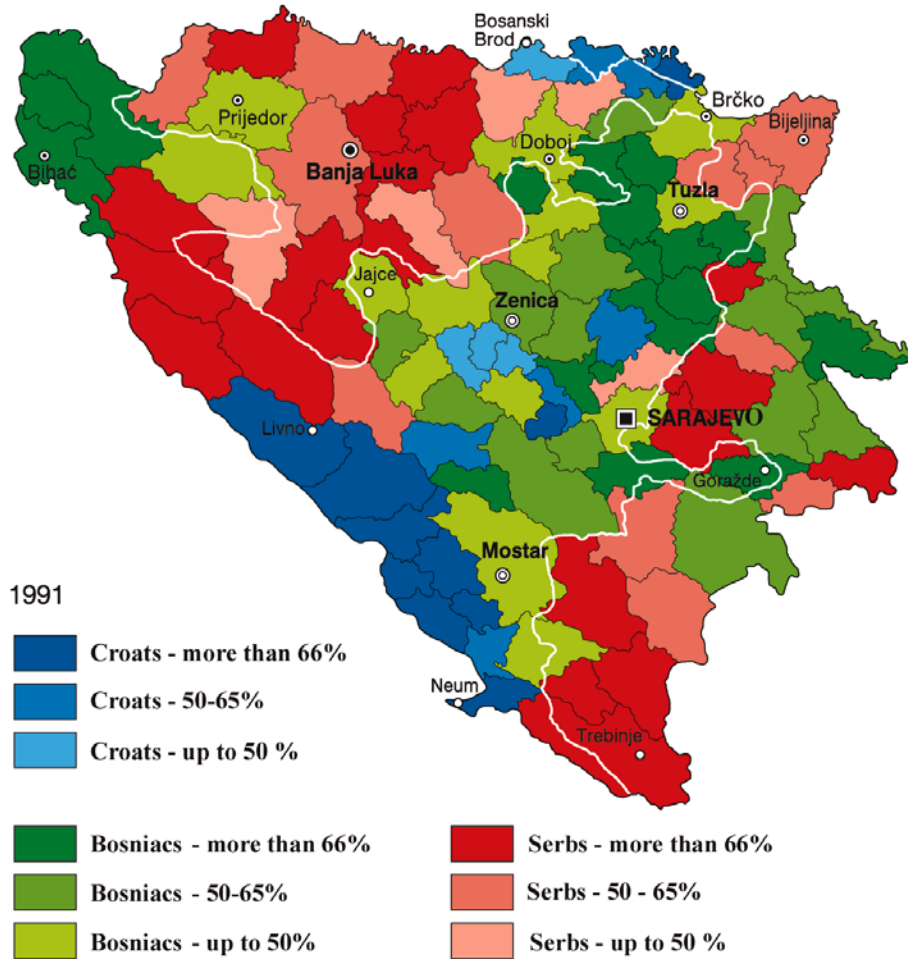 Bosanski
Brod
Brčko
Prijedor
Bijeljina
Doboj
Banja Luka
Bihać
Tuzla
Jajce
Zenica
SARAJEVO
Livno
Goražde
Mostar
1991
Croats - more than 66%
Neum
Croats - 50-65%
Trebinje
Croats - up to 50 %
Bosniacs - more than 66%
Serbs - more than 66%
Bosniacs - 50-65%
Serbs - 50 - 65%
Bosniacs - up to 50%
Serbs - up to 50 %